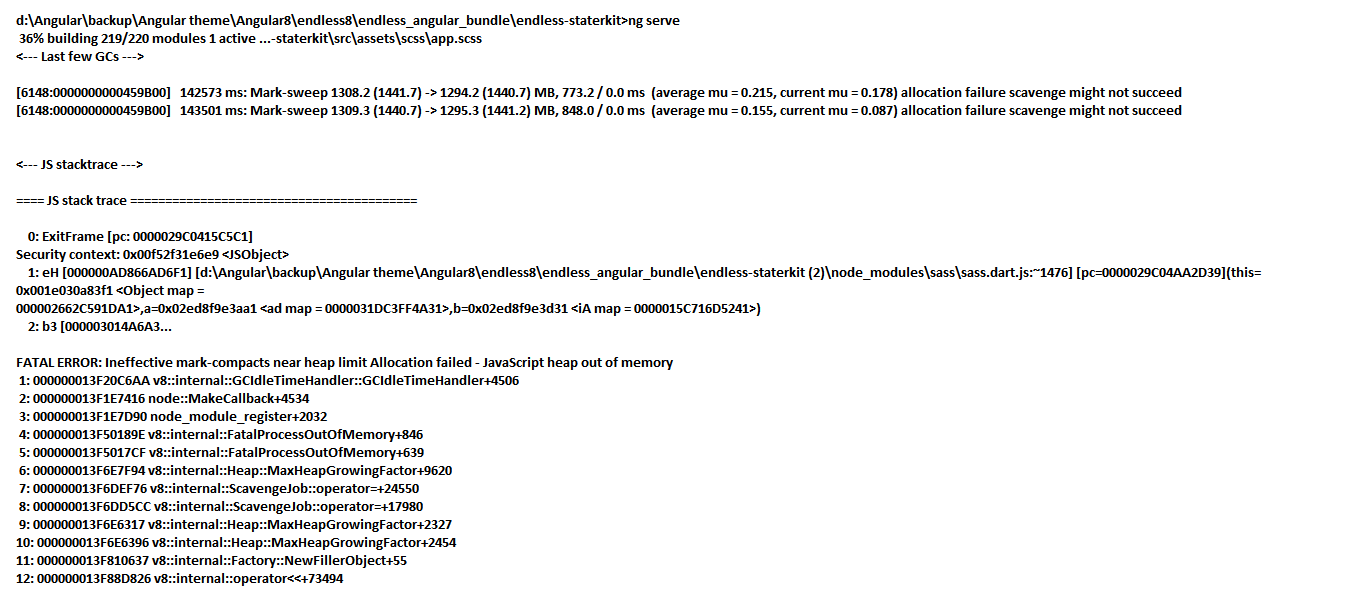 d:\Angular\backup\Angular theme\Angular8\endless8\endless_angular_bundle\endless-staterkit>ng serve
36% building 219/220 modules 1 active ...-staterkit\src\assets\scss\app.scss
<--- Last few GCs --->
[6148:0000000000459B00] 142573 ms: Mark-sweep 1308.2 (1441.7) -> 1294.2 (1440.7) MB, 773.2 / 0.0 ms (average mu = 0.215, current mu = 0.178) allocation failure scavenge might not succeed
[6148:0000000000459B00] 143501 ms: Mark-sweep 1309.3 (1440.7) -> 1295.3 (1441.2) MB, 848.0 / 0.0 ms (average mu = 0.155, current mu = 0.087) allocation failure scavenge might not succeed
<--- JS stacktrace --->
==== JS stack trace =========================================
0: ExitFrame [pc: 0000029C0415C5C1]
Security context: 0x00f52f31e6e9 <JSObject>
1: eH [000000AD866AD6F1] [d:\Angular\backup\Angular theme\Angular8\endless8\endless_angular_bundle\endless-staterkit (2)\node_modules\sass\sass.dart.js:~1476] [pc=0000029C04AA2D39](this=
0x001e030a83f1 <Object map =
000002662C591DA1>,a=0x02ed8f9e3aa1 <ad map = 0000031DC3FF4A31>,b=0x02ed8f9e3d31 <iA map = 0000015C716D5241>)
2: b3 [000003014A6A3...
FATAL ERROR: Ineffective mark-compacts near heap limit Allocation failed - JavaScript heap out of memory
1: 000000013F20C6AA v8::internal::GCIdleTimeHandler::GCIdleTimeHandler+4506
2: 000000013F1E7416 node::MakeCallback+4534
3: 000000013F1E7D90 node_module_register+2032
4: 000000013F50189E v8::internal::FatalProcessOutOfMemory+846
5: 000000013F5017CF v8::internal::FatalProcessOutOfMemory+639
6: 000000013F6E7F94 v8::internal::Heap::MaxHeapGrowingFactor+9620
7: 000000013F6DEF76 v8::internal::ScavengeJob::operator=+24550
8: 000000013F6DD5CC v8::internal::ScavengeJob::operator=+17980
9: 000000013F6E6317 v8::internal::Heap::MaxHeapGrowingFactor+2327
10: 000000013F6E6396 v8::internal::Heap::MaxHeapGrowingFactor+2454
11: 000000013F810637 v8::internal::Factory::NewFillerObject+55
12: 000000013F88D826 v8::internal::operator<<+73494